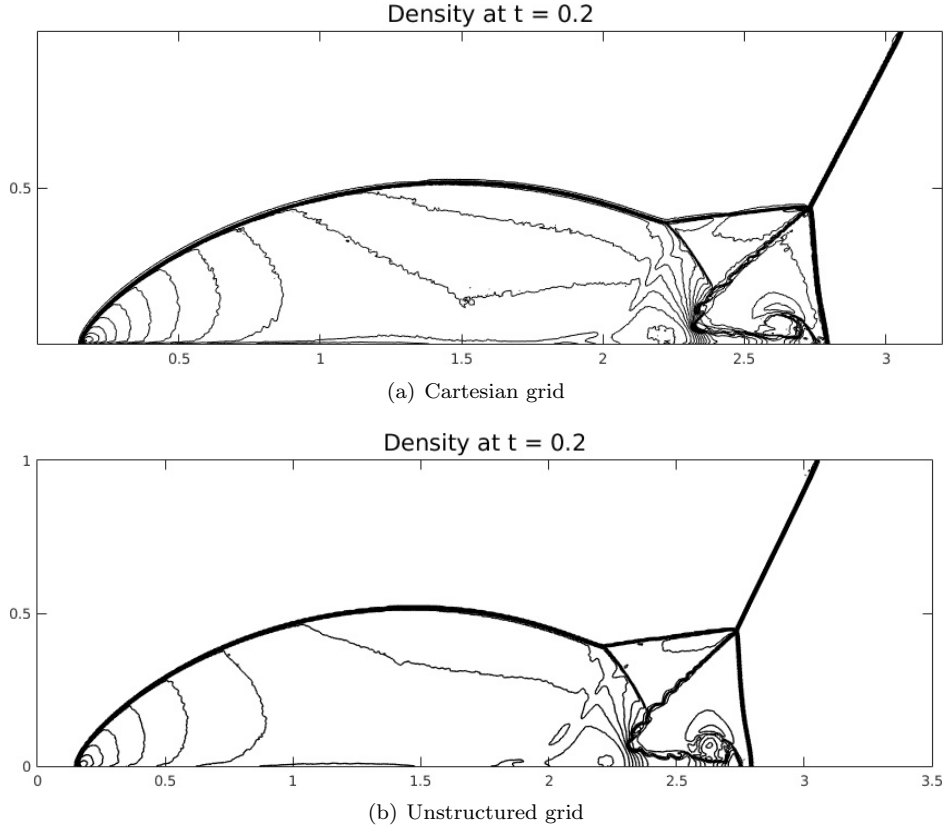 Density at t = 0.2
0.5
0.5 1 1.5 2 2.5 3
(a) Cartesian grid
Density at t = 0.2
1
0.5
0
0 0.5 1 1.5 2 2.5 3 3.5
(b) Unstructured grid